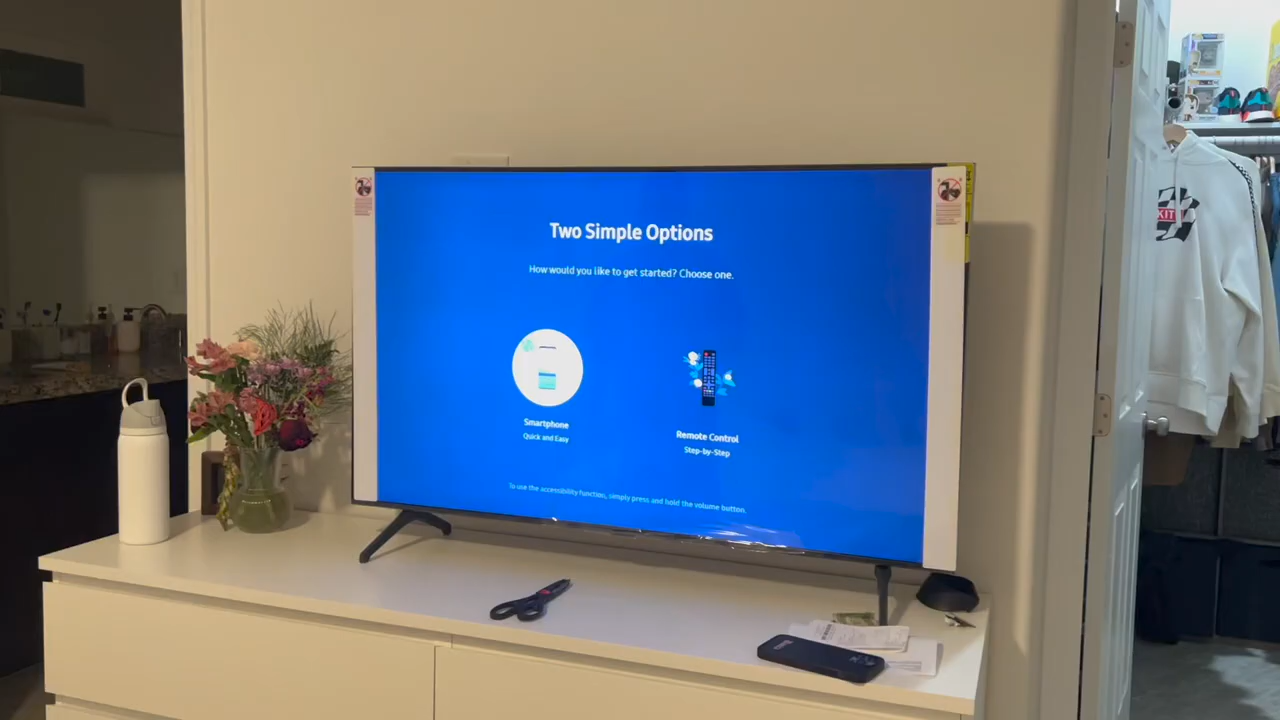 Two Simple Options
How would you like to get started? Choose one.
Smartphone
Quick and Easy
Remote Control
Step-by-Step
To use the accessibility function, simply press and hold the volume button.
KIT